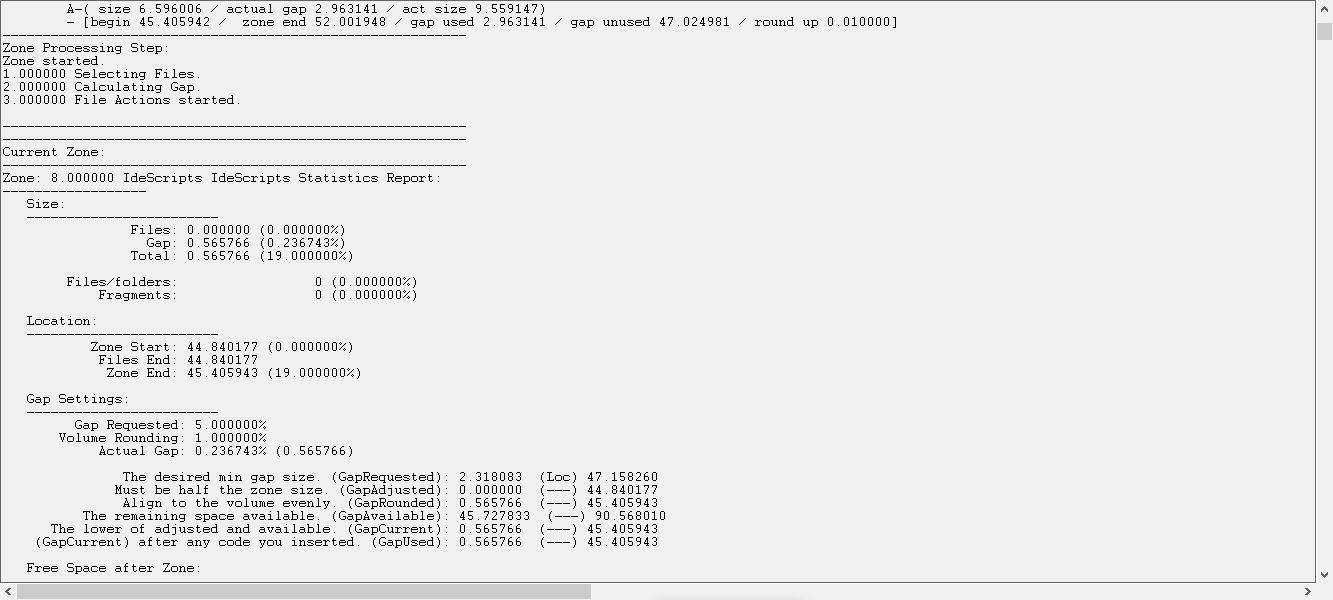 A-( size 6.596006 / actual gap 2.963141 / act size 9.559147)
- [begin 45.405942 /  zone end 52.001948 / gap used 2.963141 / gap unused 47.024981 / round up 0.010000]
----------------------------------------------------------
Zone Processing Step:
Zone started.
1.000000 Selecting Files.
2.000000 Calculating Gap.
3.000000 File Actions started.
----------------------------------------------------------
----------------------------------------------------------
Current Zone:
----------------------------------------------------------
Zone: 8.000000 IdeScripts IdeScripts Statistics Report:
------------------
Size:
------------------------
Files: 0.000000 (0.000000%)
Gap: 0.565766 (0.236743%)
Total: 0.565766 (19.000000%)
Files/folders: 0 (0.000000%)
Fragments: 0 (0.000000%)
Location:
------------------------
Zone Start: 44.840177 (0.000000%)
Files End: 44.840177
Zone End: 45.405943 (19.000000%)
Gap Settings:
------------------------
Gap Requested: 5.000000%
Volume Rounding: 1.000000%
Actual Gap: 0.236743% (0.565766)
The desired min gap size. (GapRequested): 2.318083  (Loc) 47.158260
Must be half the zone size. (GapAdjusted): 0.000000  (---) 44.840177
Align to the volume evenly. (GapRounded): 0.565766  (---) 45.405943
The remaining space available. (GapAvailable): 45.727833  (---) 90.568010
The lower of adjusted and available. (GapCurrent): 0.565766  (---) 45.405943
(GapCurrent) after any code you inserted. (GapUsed): 0.565766  (---) 45.405943
Free Space after Zone: